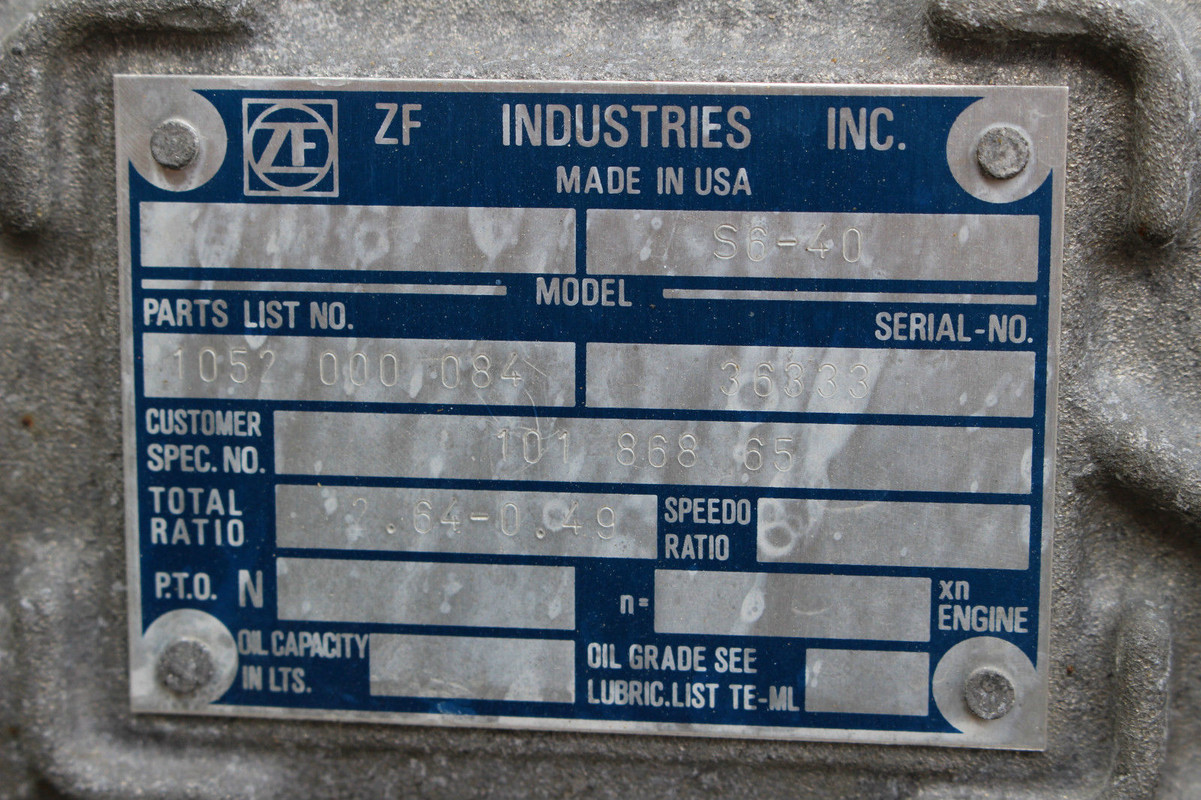 ZF ZF INDUSTRIES INC.
MADE IN USA
S6-40
MODEL
PARTS LIST NO. SERIAL-NO.
1052 000 084 36333
CUSTOMER SPEC. NO. 101 868 65
TOTAL RATIO 2.64-0.49 SPEEDO RATIO
P.T.O. N n= xn ENGINE
OIL CAPACITY IN LTS. OIL GRADE SEE
LUBRIC.LIST TE-ML